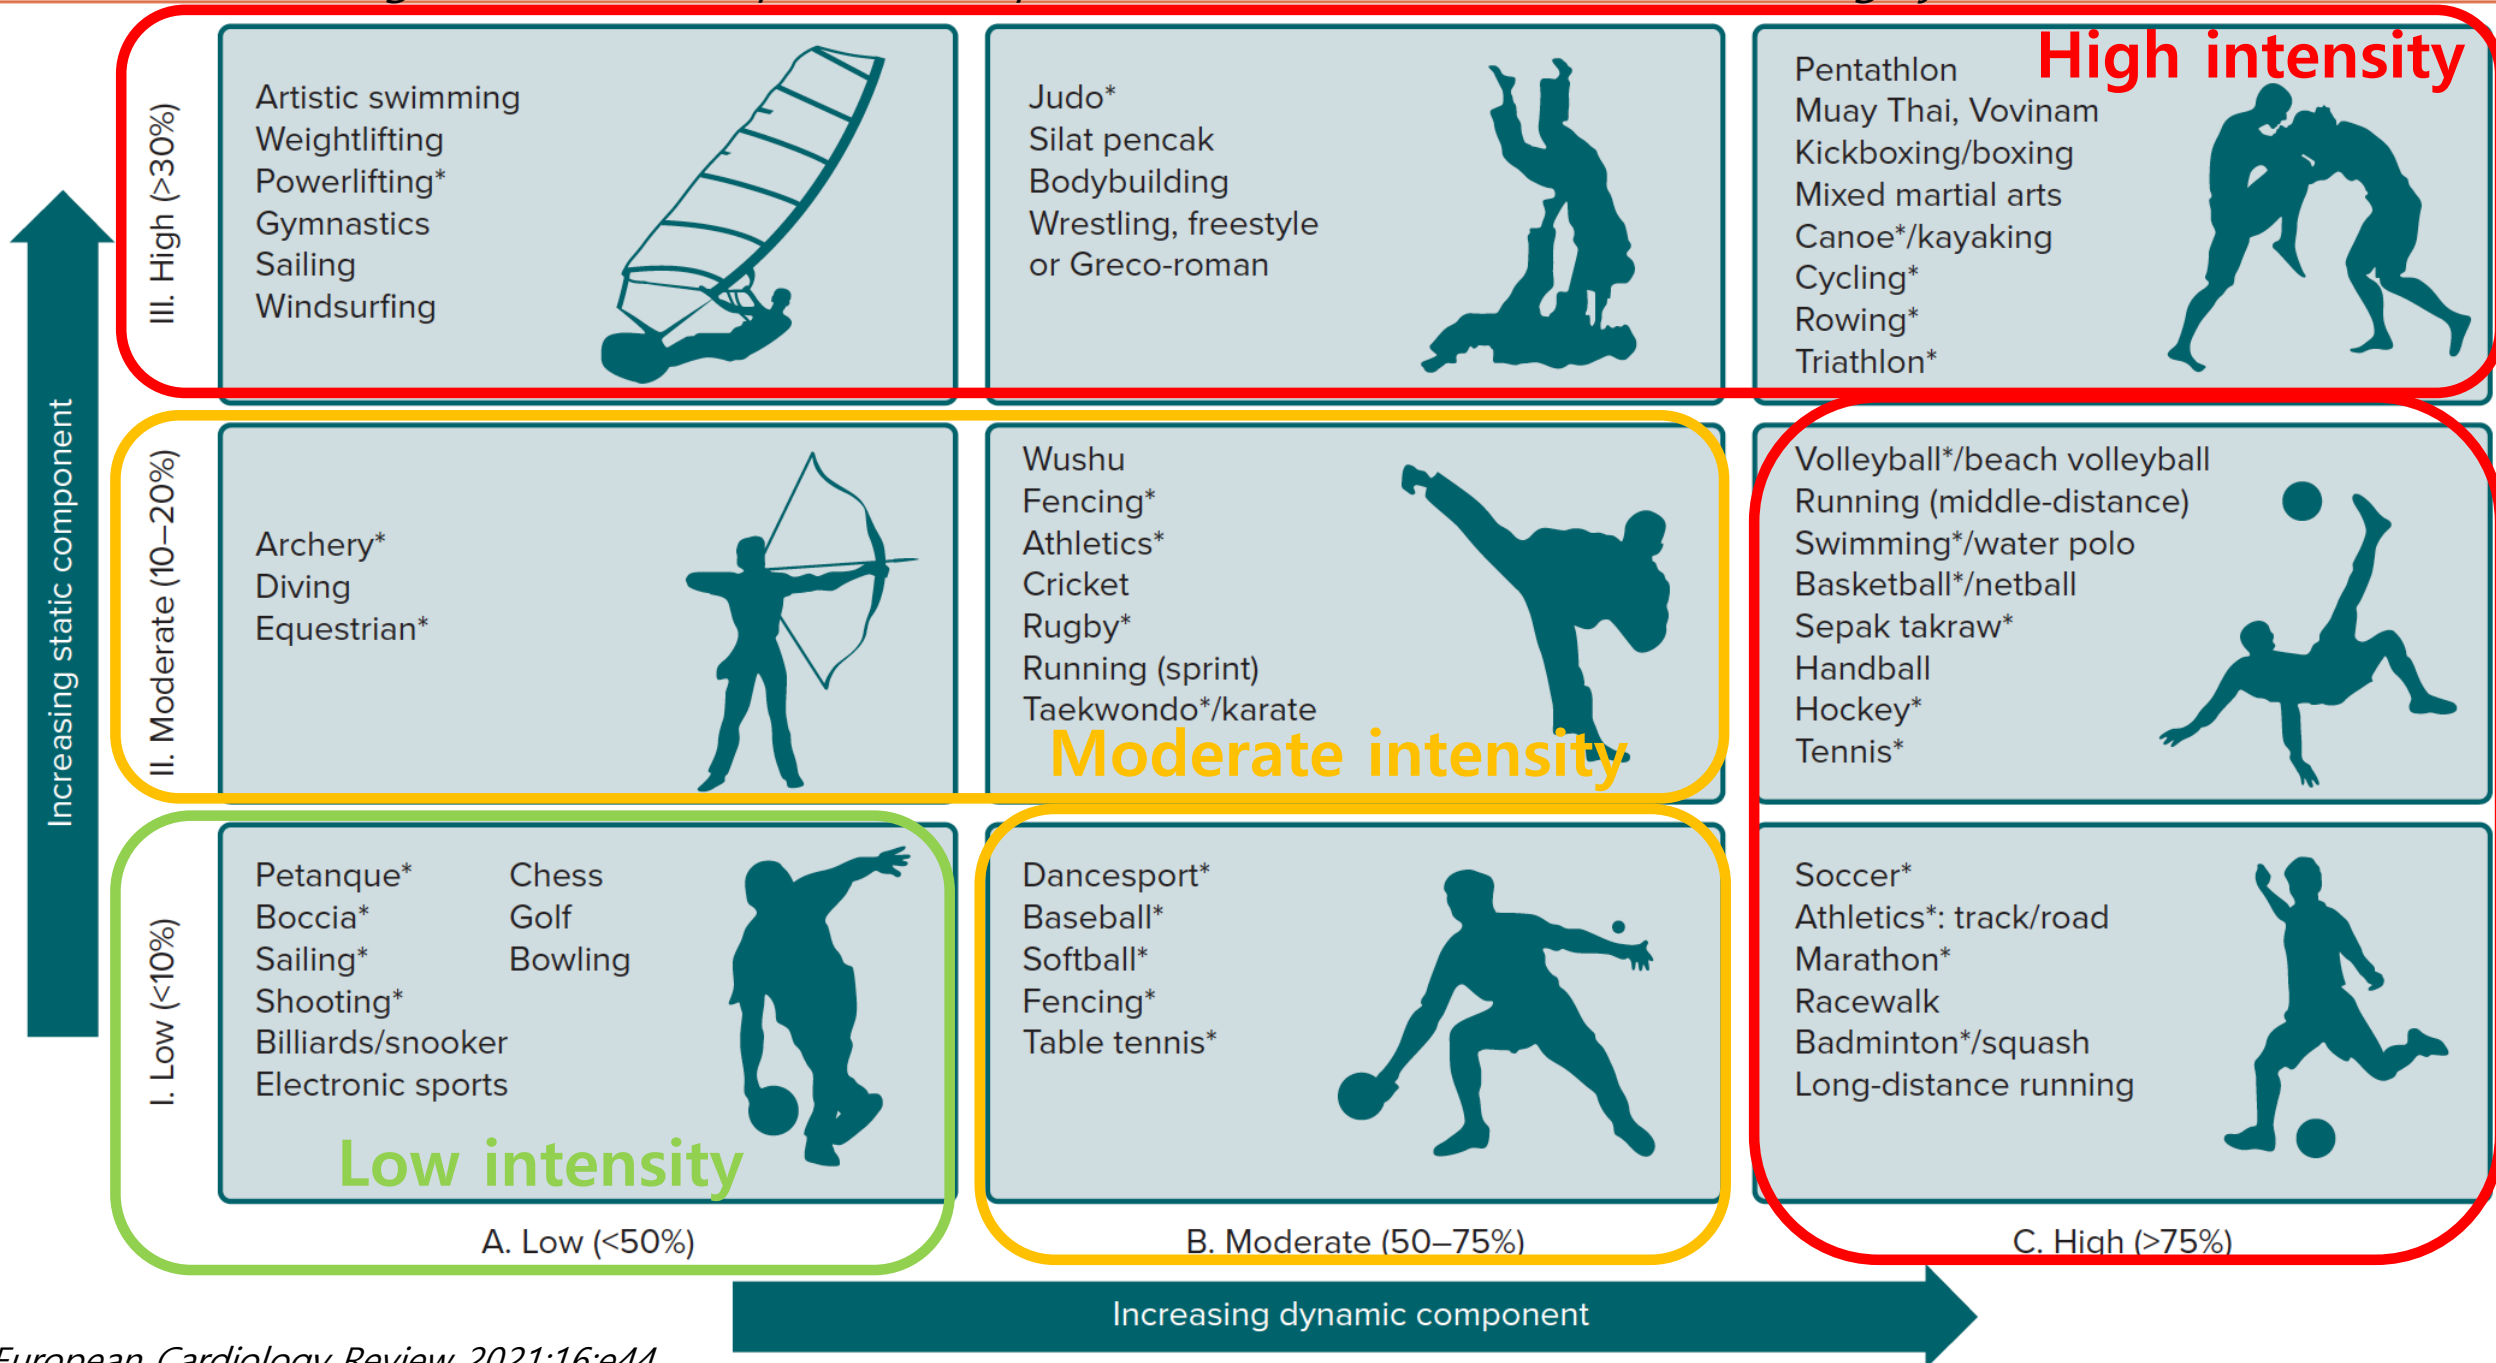 High intensity
III. High (>30%)
Artistic swimming
Weightlifting
Powerlifting*
Gymnastics
Sailing
Windsurfing
Judo*
Silat pencak
Bodybuilding
Wrestling, freestyle
or Greco-roman
Pentathlon
Muay Thai, Vovinam
Kickboxing/boxing
Mixed martial arts
Canoe*/kayaking
Cycling*
Rowing*
Triathlon*
Increasing static component
II. Moderate (10–20%)
Archery*
Diving
Equestrian*
Wushu
Fencing*
Athletics*
Cricket
Rugby*
Running (sprint)
Taekwondo*/karate
Moderate intensity
Volleyball*/beach volleyball
Running (middle-distance)
Swimming*/water polo
Basketball*/netball
Sepak takraw*
Handball
Hockey*
Tennis*
I. Low (<10%)
Petanque*
Boccia*
Sailing*
Shooting*
Billiards/snooker
Electronic sports
Chess
Golf
Bowling
Low intensity
Dancesport*
Baseball*
Softball*
Fencing*
Table tennis*
Soccer*
Athletics*: track/road
Marathon*
Racewalk
Badminton*/squash
Long-distance running
A. Low (<50%)
B. Moderate (50–75%)
C. High (>75%)
Increasing dynamic component
European Cardiology Review 2021;16:e44